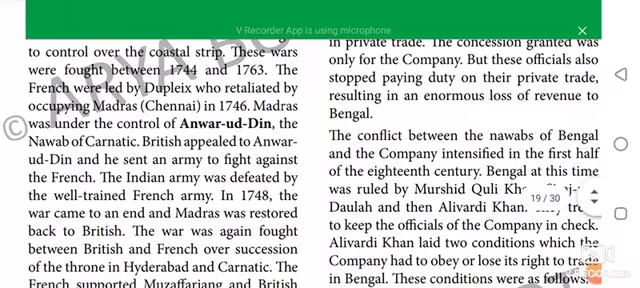 V Recorder App is using microphone
to control over the coastal strip. These wars
were fought between 1744 and 1763. The
French were led by Dupleix who retaliated by
occupying Madras (Chennai) in 1746. Madras
was under the control of Anwar-ud-Din, the
Nawab of Carnatic. British appealed to Anwar-
ud-Din and he sent an army to fight against
the French. The Indian army was defeated by
the well-trained French army. In 1748, the
war came to an end and Madras was restored
back to British. The war was again fought
between British and French over succession
of the throne in Hyderabad and Carnatic. The
French supported Muzaffarjang and British
in private trade. The concession granted was
only for the Company. But these officials also
stopped paying duty on their private trade,
resulting in an enormous loss of revenue to
Bengal.
The conflict between the nawabs of Bengal
and the Company intensified in the first half
of the eighteenth century. Bengal at this time
was ruled by Murshid Quli
Daulah and then Alivardi Khan.
to keep the officials of the Company in check.
Alivardi Khan laid two conditions which the
Company had to obey or lose its right to trade
in Bengal. These conditions were as follows:
19 / 30
© ARYA
RECORDER